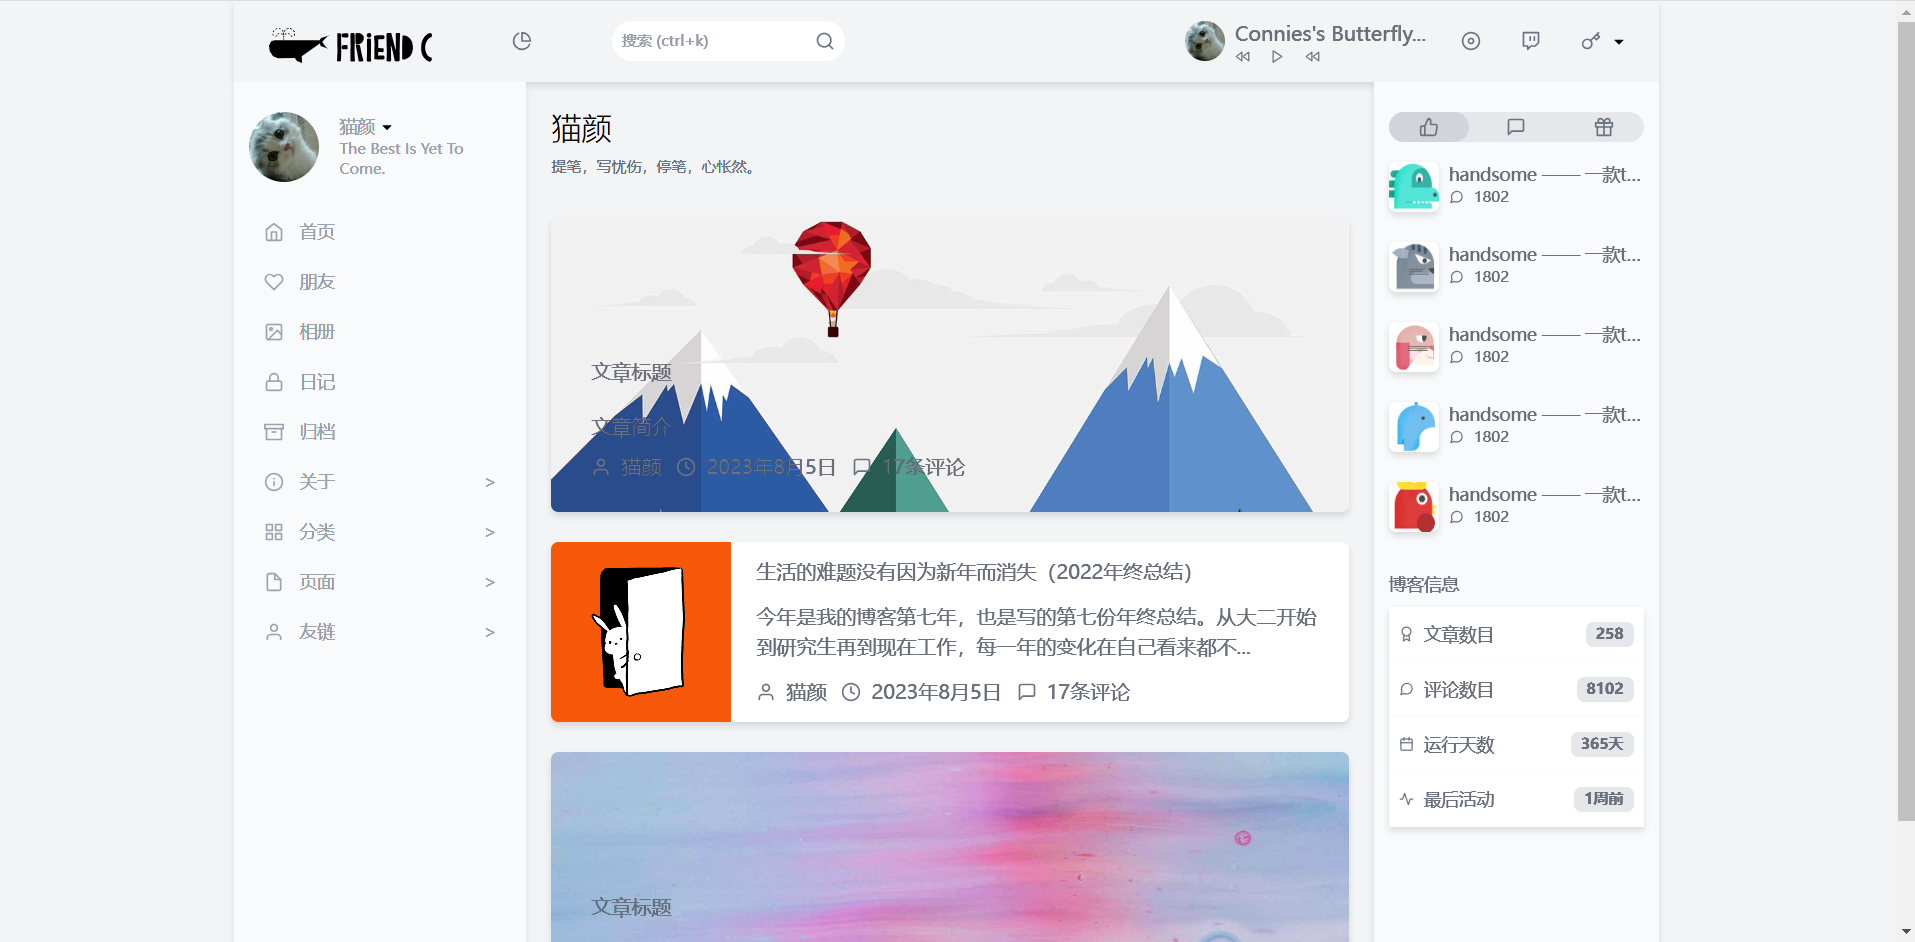 FRiEND C
搜索 (ctrl+k)
Connies's Butterfly...
猫颜
The Best Is Yet To
Come.
首页
朋友
相册
日记
归档
关于 >
分类 >
页面 >
友链 >
猫颜
提笔，写忧伤，停笔，心怅然。
文章标题
文章简介
猫颜 2023年8月5日 17条评论
生活的难题没有因为新年而消失（2022年终总结）
今年是我的博客第七年，也是写的第七份年终总结。从大二开始
到研究生再到现在工作，每一年的变化在自己看来都不...
猫颜 2023年8月5日 17条评论
文章标题
handsome —— 一款t...
1802
handsome —— 一款t...
1802
handsome —— 一款t...
1802
handsome —— 一款t...
1802
handsome —— 一款t...
1802
博客信息
文章数目 258
评论数目 8102
运行天数 365天
最后活动 1周前